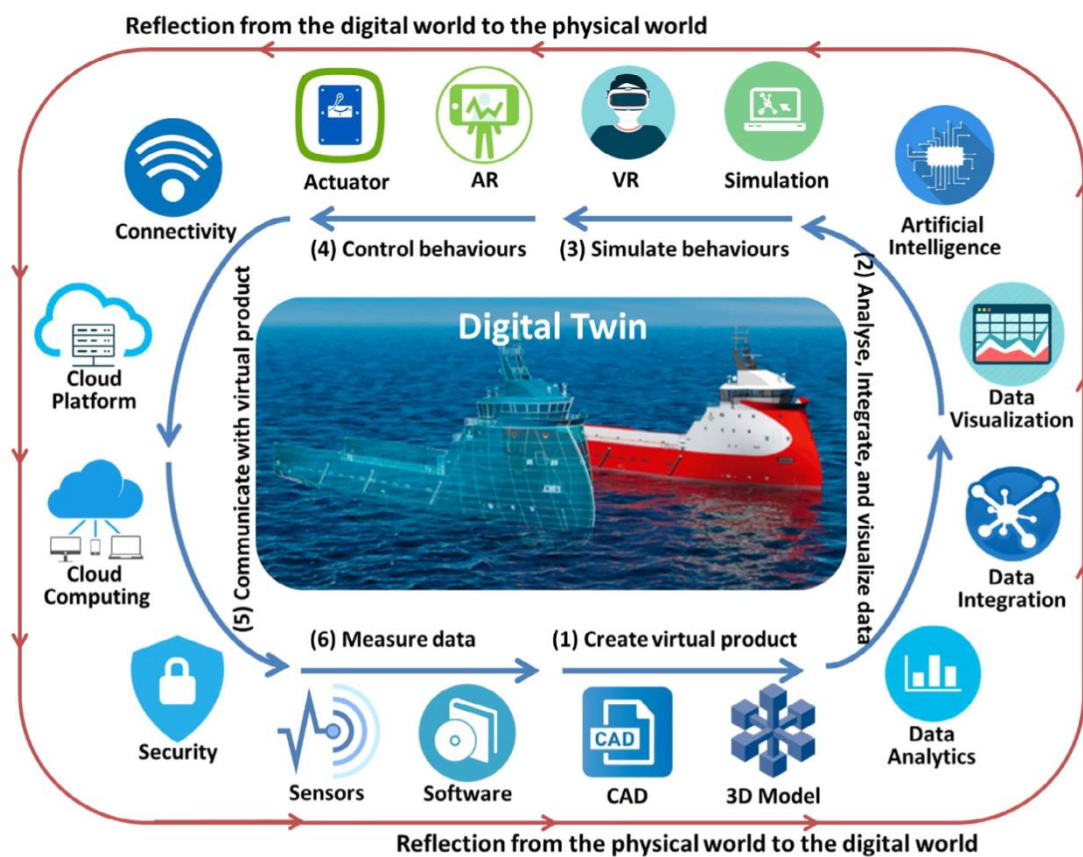 Reflection from the digital world to the physical world
Actuator
AR
VR
Simulation
Connectivity
Artificial
Intelligence
(4) Control behaviours
(3) Simulate behaviours
(2) Analyse, Integrate, and visualize data
(5) Communicate with virtual product
Digital Twin
Cloud
Platform
Data
Visualization
Cloud
Computing
Data
Integration
(6) Measure data
(1) Create virtual product
Security
Sensors
Software
CAD
CAD
3D Model
Data
Analytics
Reflection from the physical world to the digital world